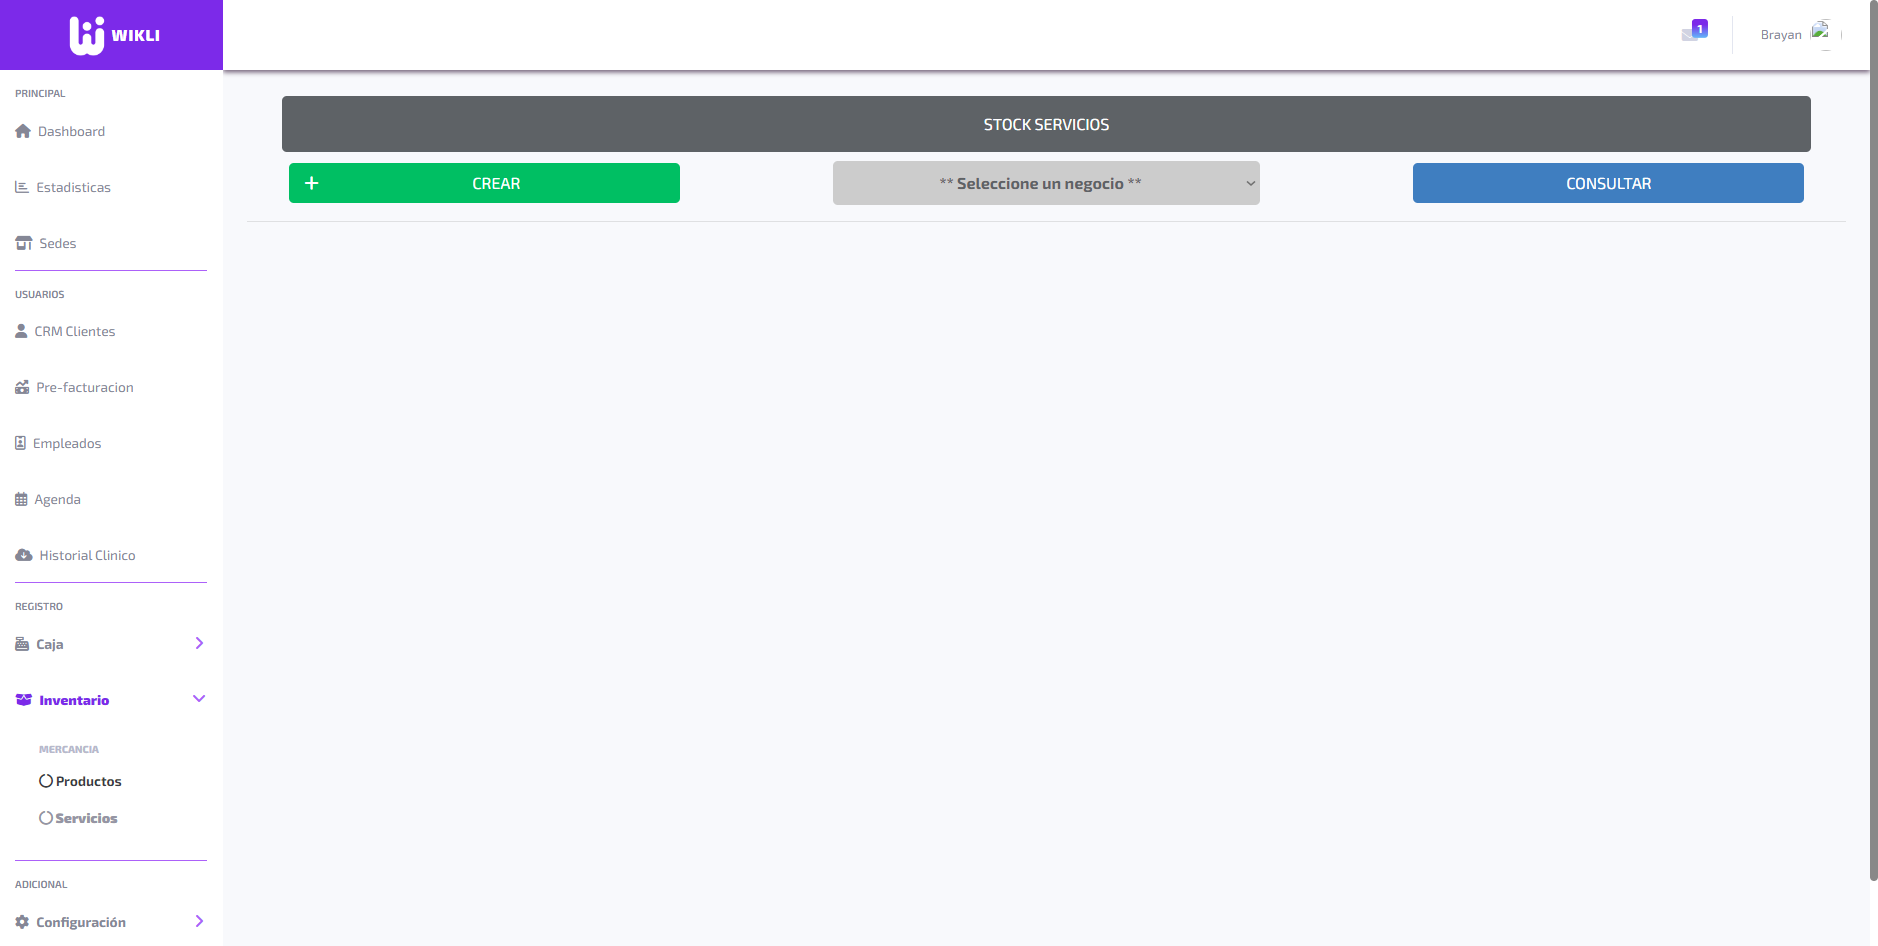 WIKLI
1
Brayan
PRINCIPAL
Dashboard
Estadisticas
Sedes
USUARIOS
CRM Clientes
Pre-facturacion
Empleados
Agenda
Historial Clinico
REGISTRO
Caja
Inventario
MERCANCIA
Productos
Servicios
ADICIONAL
Configuración
STOCK SERVICIOS
CREAR
** Seleccione un negocio **
CONSULTAR